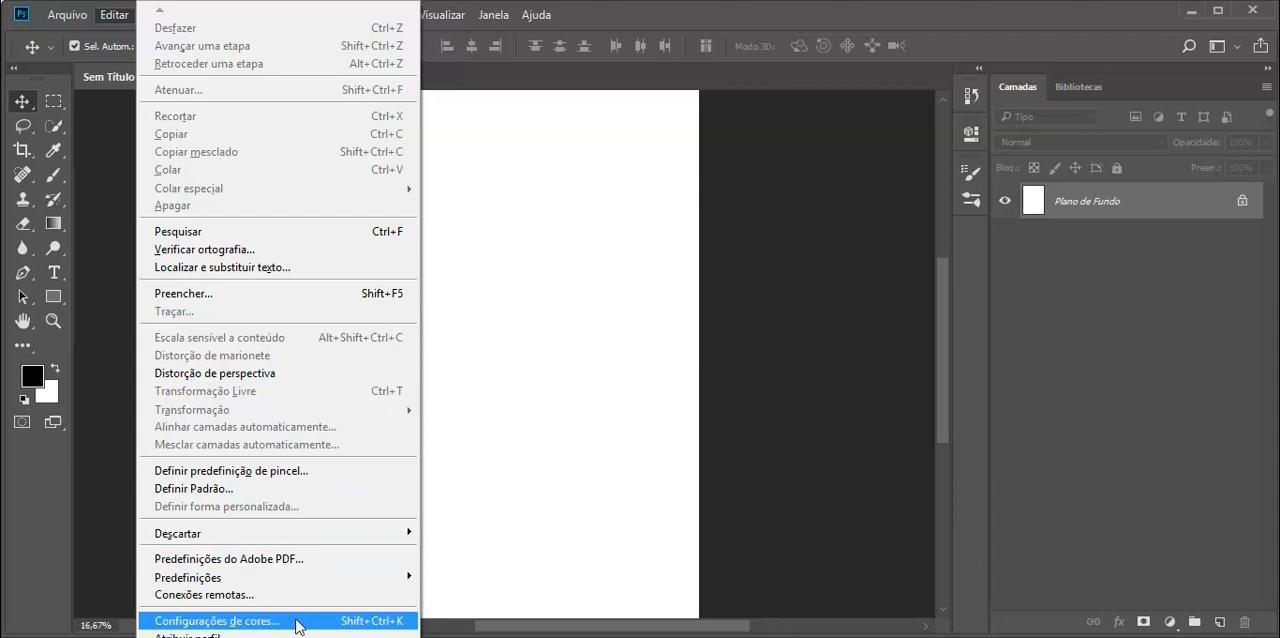 Ps Arquivo Editar Visualizar Janela Ajuda
Sel. Autom.: Modo 3D:
Sem Título-
Desfazer Ctrl+Z
Avançar uma etapa Shift+Ctrl+Z
Retroceder uma etapa Alt+Ctrl+Z
Atenuar... Shift+Ctrl+F
Recortar Ctrl+X
Copiar Ctrl+C
Copiar mesclado Shift+Ctrl+C
Colar Ctrl+V
Colar especial
Apagar
Pesquisar Ctrl+F
Verificar ortografia...
Localizar e substituir texto...
Preencher... Shift+F5
Traçar...
Escala sensível a conteúdo Alt+Shift+Ctrl+C
Distorção de marionete
Distorção de perspectiva
Transformação Livre Ctrl+T
Transformação
Alinhar camadas automaticamente...
Mesclar camadas automaticamente...
Definir predefinição de pincel...
Definir Padrão...
Definir forma personalizada...
Descartar
Predefinições do Adobe PDF...
Predefinições
Conexões remotas...
Configurações de cores... Shift+Ctrl+K
Atribuir perfil
16,67%
Camadas Bibliotecas
Tipo
Normal Opacidade: 100%
Bloq.: Preen.: 100%
Plano de Fundo
fx